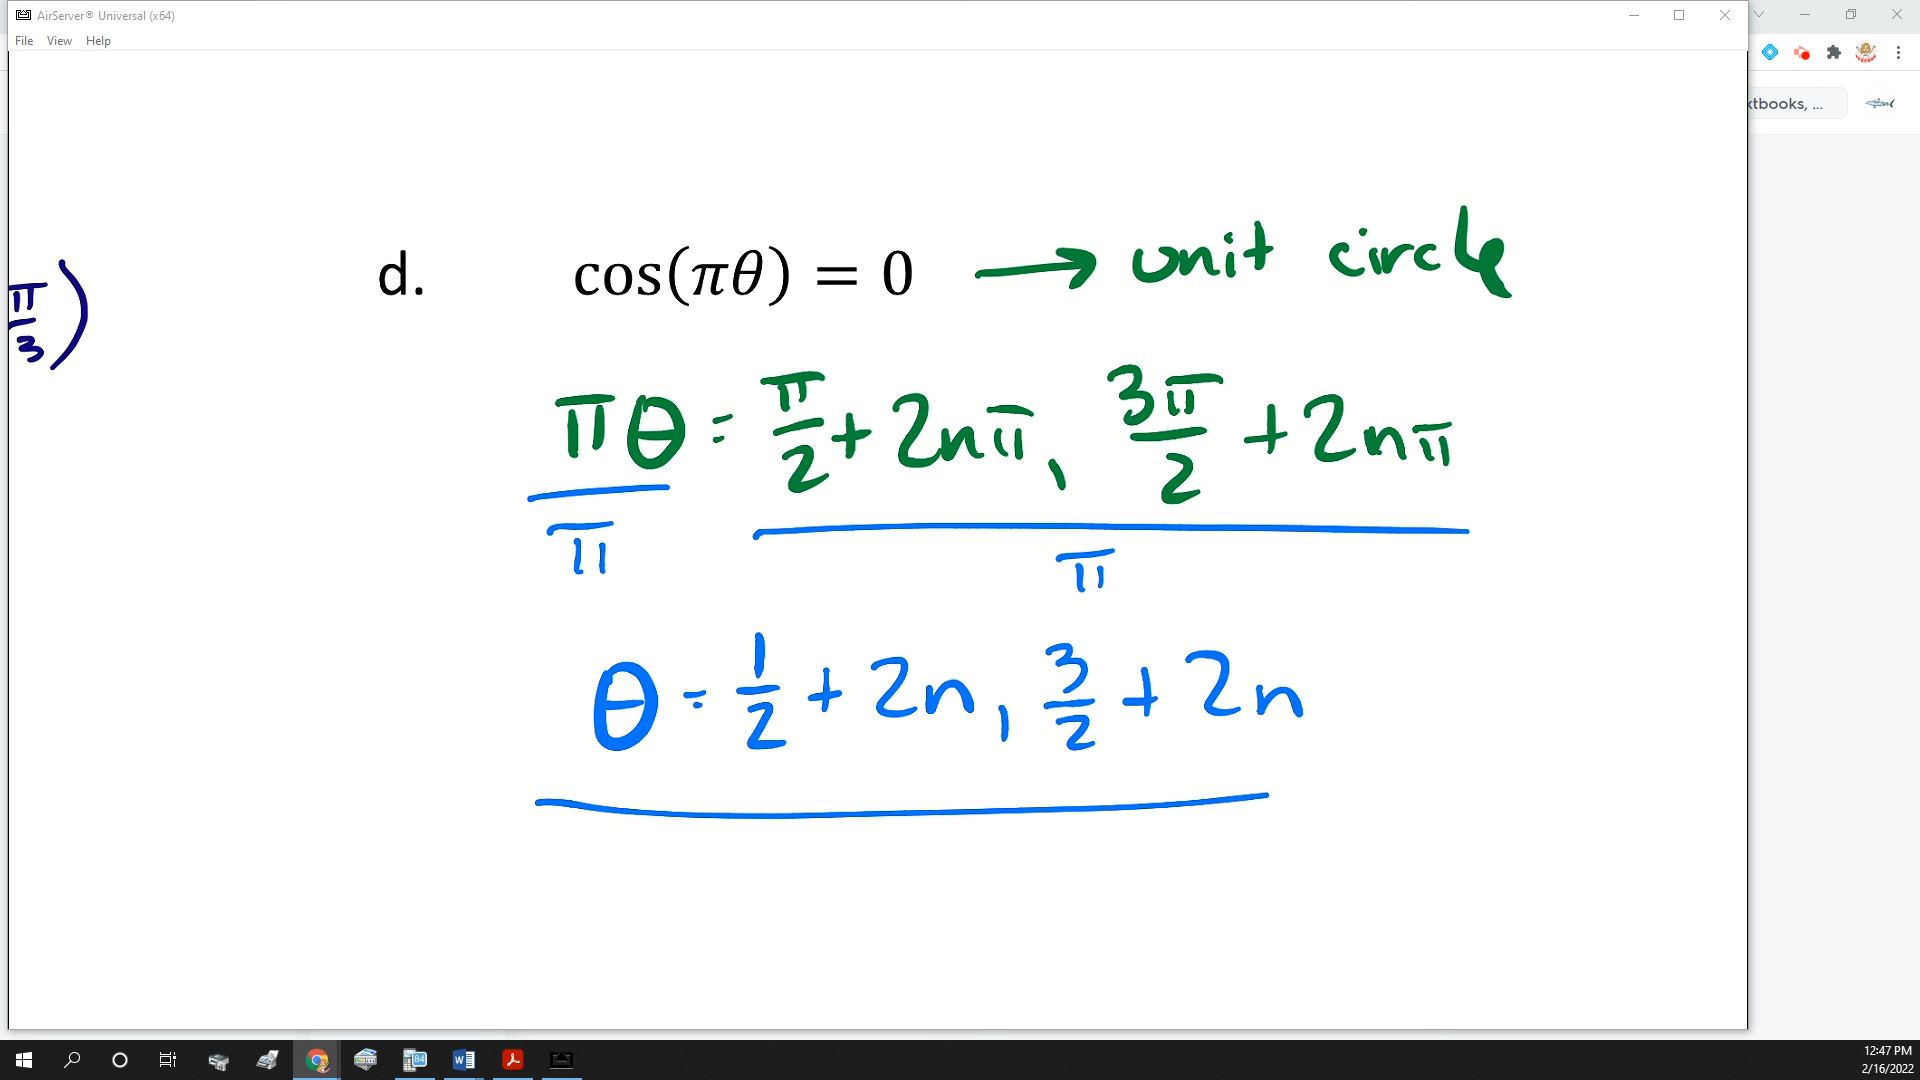 AirServer® Universal (x64)
File View Help
xtbooks, ...
d. cos(πθ) = 0 → unit circle
π/3)
πθ = π/2 + 2nπ, 3π/2 + 2nπ
π π
θ = 1/2 + 2n, 3/2 + 2n
12:47 PM
2/16/2022